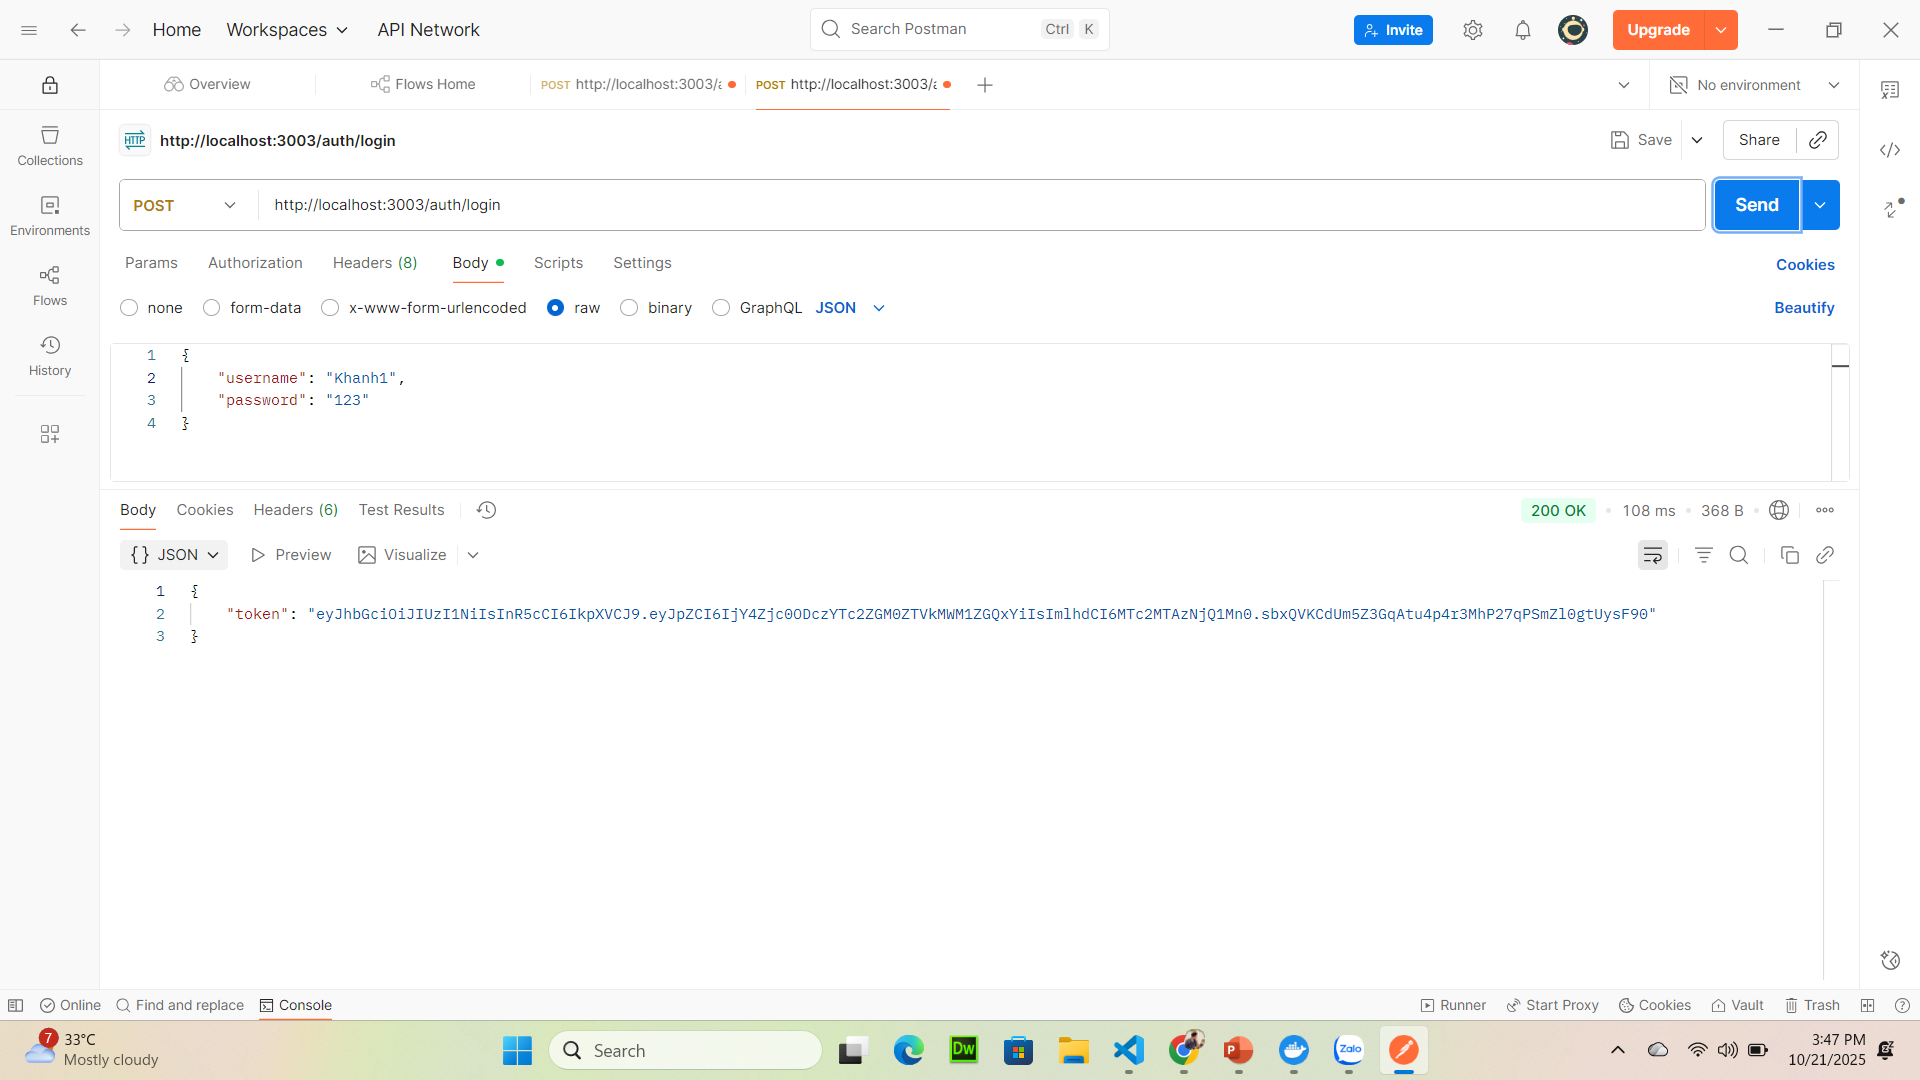 Home
Workspaces
API Network
Search Postman
Ctrl K
Invite
Upgrade
Overview
Flows Home
POST http://localhost:3003/a
POST http://localhost:3003/a
No environment
Collections
Environments
Flows
History
HTTP
http://localhost:3003/auth/login
Save
Share
POST
http://localhost:3003/auth/login
Send
Params
Authorization
Headers (8)
Body
Scripts
Settings
Cookies
none
form-data
x-www-form-urlencoded
raw
binary
GraphQL
JSON
Beautify
1 {
2 "username": "Khanh1",
3 "password": "123"
4 }
Body
Cookies
Headers (6)
Test Results
200 OK
108 ms
368 B
{} JSON
Preview
Visualize
1 {
2 "token": "eyJhbGciOiJIUzI1NiIsInR5cCI6IkpXVCJ9.eyJpZCI6IjY4Zjc0ODczYTc2ZGM0ZTVkMWM1ZGQxYiIsImlhdCI6MTc2MTAzNjQ1Mn0.sbxQVKCdUm5Z3GqAtu4p4r3MhP27qPSmZl0gtUysF90"
3 }
Online
Find and replace
Console
Runner
Start Proxy
Cookies
Vault
Trash
7
33°C
Mostly cloudy
Search
Dw
P
Zalo
3:47 PM
10/21/2025